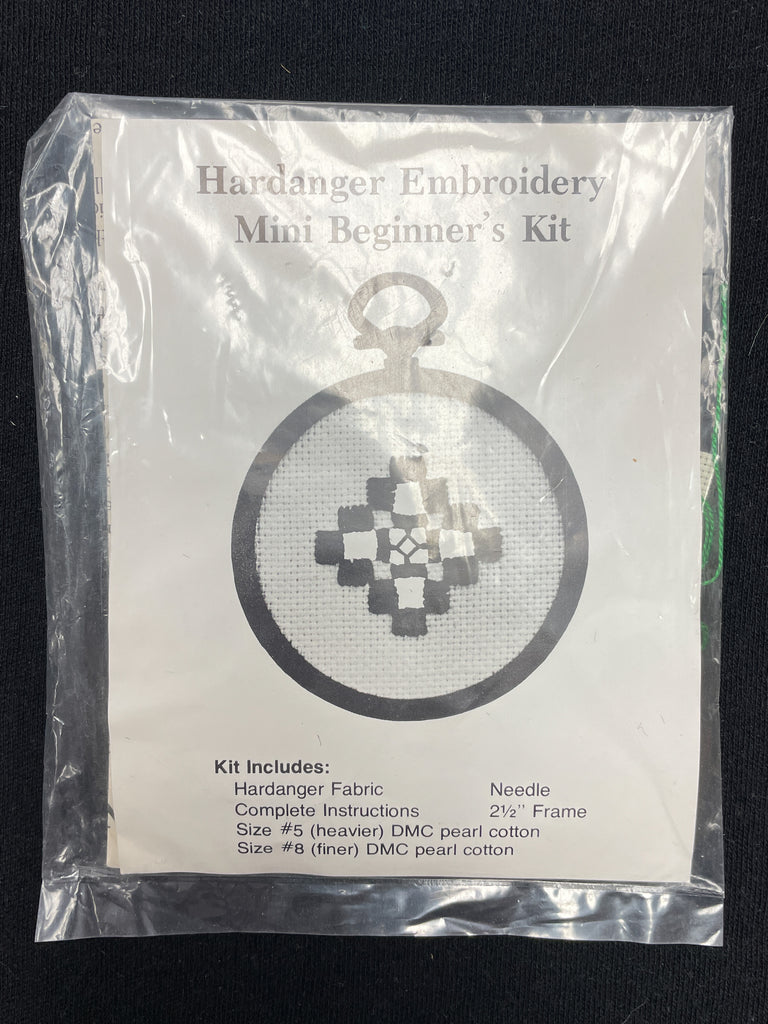 Hardanger Embroidery
Mini Beginner's Kit
Kit Includes:
Hardanger Fabric
Needle
Complete Instructions
2½" Frame
Size #5 (heavier) DMC pearl cotton
Size #8 (finer) DMC pearl cotton